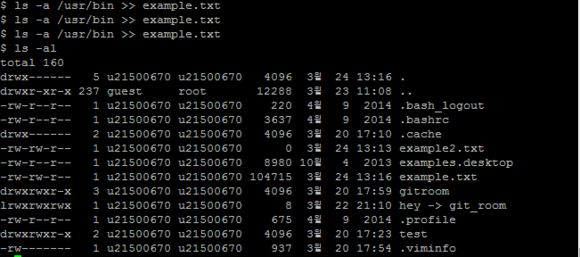 $ ls -a /usr/bin >> example.txt
$ ls -a /usr/bin >> example.txt
$ ls -a /usr/bin >> example.txt
$ ls -al
total 160
drwx------ 5 u21500670 u21500670 4096 3월 24 13:16 .
drwxr-xr-x 237 guest root 12288 3월 23 11:08 ..
-rw-r--r-- 1 u21500670 u21500670 220 4월 9 2014 .bash_logout
-rw-r--r-- 1 u21500670 u21500670 3637 4월 9 2014 .bashrc
drwx------ 2 u21500670 u21500670 4096 3월 20 17:10 .cache
-rw-rw-r-- 1 u21500670 u21500670 0 3월 24 13:13 example2.txt
-rw-r--r-- 1 u21500670 u21500670 8980 10월 4 2013 examples.desktop
-rw-rw-r-- 1 u21500670 u21500670 104715 3월 24 13:16 example.txt
drwxrwxr-x 3 u21500670 u21500670 4096 3월 20 17:59 gitroom
lrwxrwxrwx 1 u21500670 u21500670 8 3월 22 21:10 hey -> git_room
-rw-r--r-- 1 u21500670 u21500670 675 4월 9 2014 .profile
drwxrwxr-x 2 u21500670 u21500670 4096 3월 20 17:23 test
-rw------- 1 u21500670 u21500670 937 3월 20 17:54 .viminfo